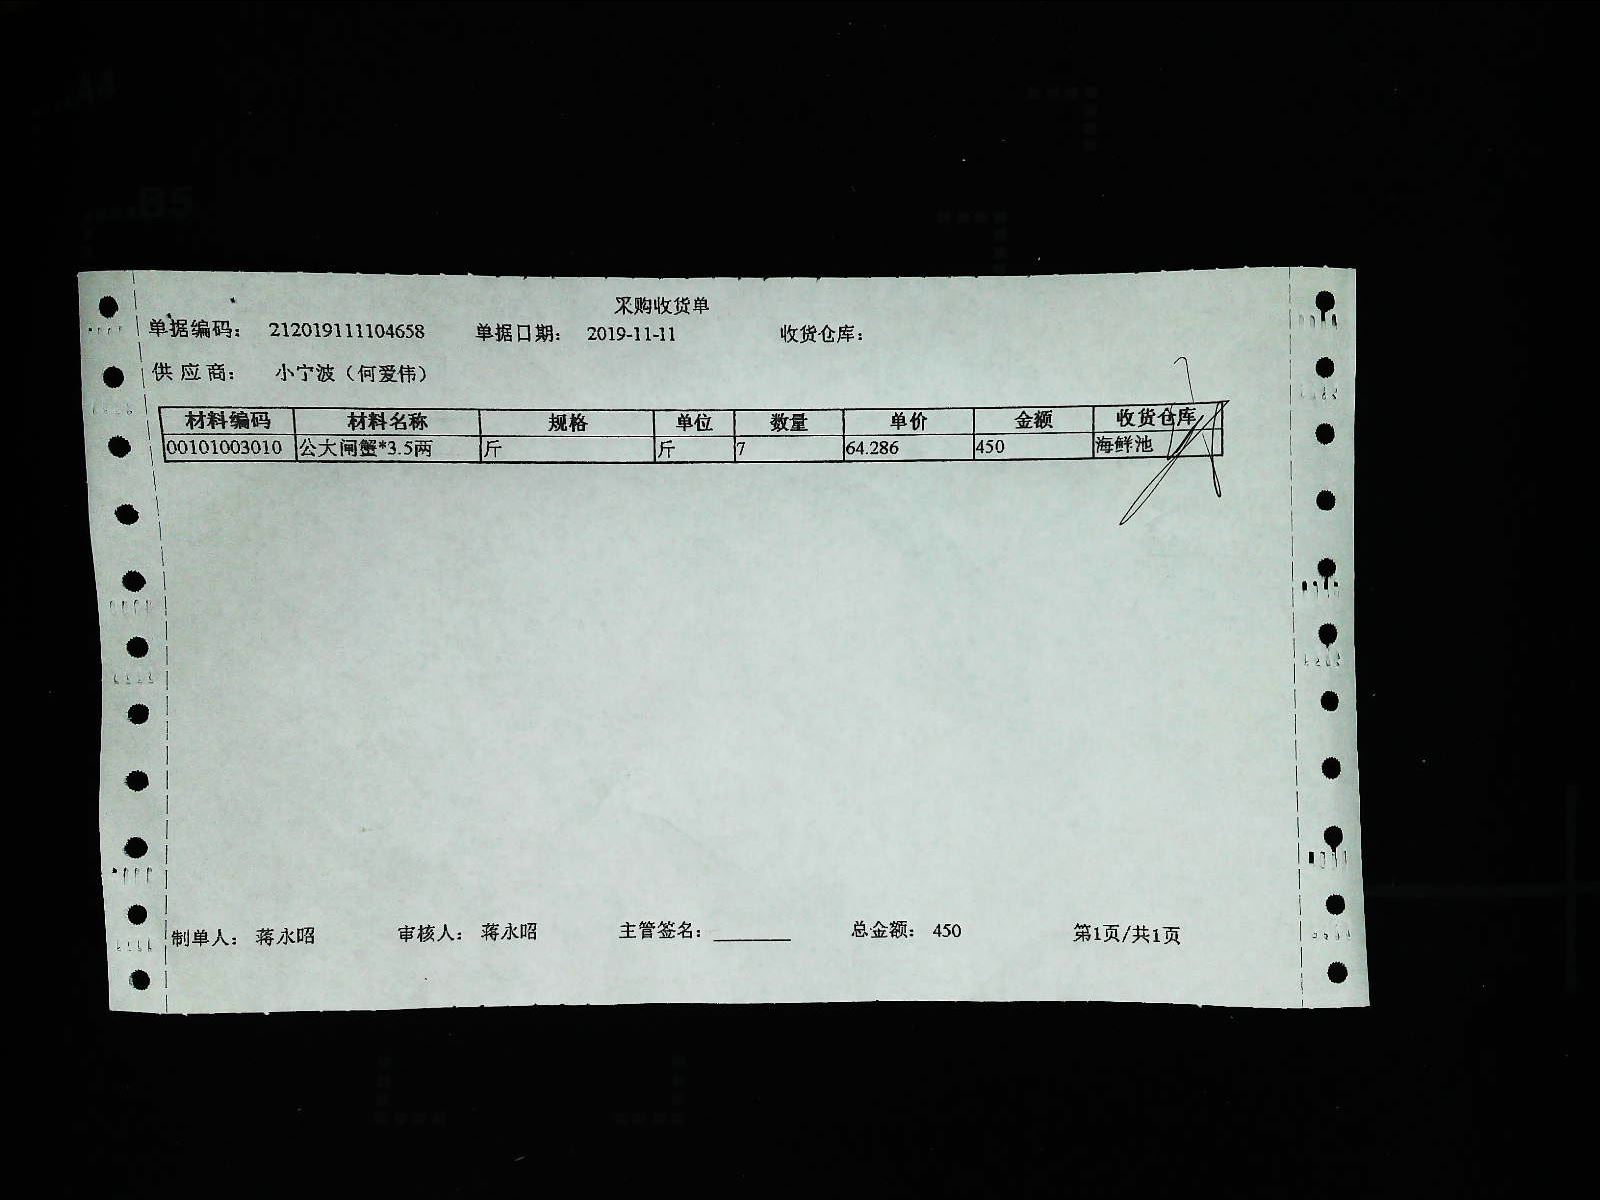 采购收货单
单据编码： 212019111104658 单据日期： 2019-11-11 收货仓库：
供 应 商： 小宁波（何爱伟）
材料编码 材料名称 规格 单位 数量 单价 金额 收货仓库
00101003010 公大闸蟹*3.5两 斤 斤 7 64.286 450 海鲜池
制单人： 蒋永昭 审核人： 蒋永昭 主管签名： 总金额： 450 第1页/共1页